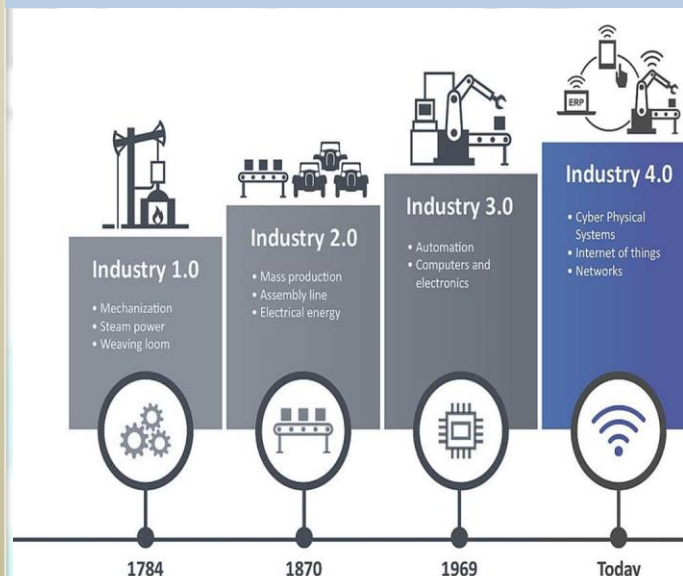 ERP
Industry 1.0
• Mechanization
• Steam power
• Weaving loom
Industry 2.0
• Mass production
• Assembly line
• Electrical energy
Industry 3.0
• Automation
• Computers and
electronics
Industry 4.0
• Cyber Physical
Systems
• Internet of things
• Networks
1784
1870
1969
Today